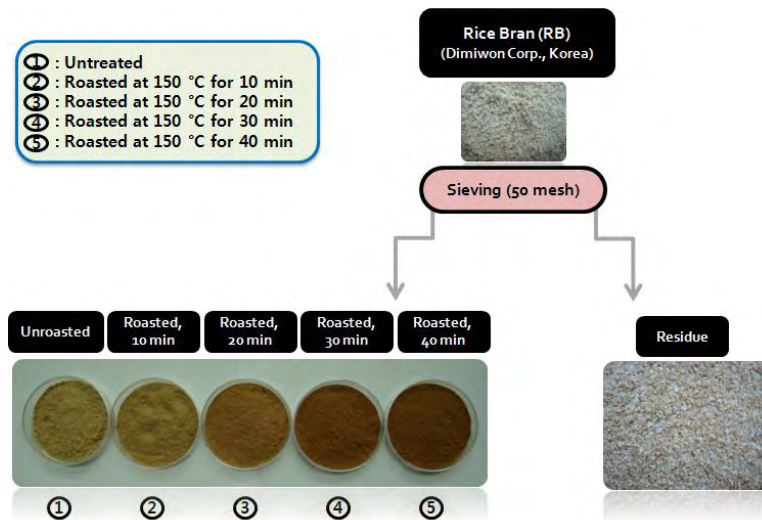 ① : Untreated
② : Roasted at 150 °C for 10 min
③ : Roasted at 150 °C for 20 min
④ : Roasted at 150 °C for 30 min
⑤ : Roasted at 150 °C for 40 min
Rice Bran (RB)
(Dimiwon Corp., Korea)
Sieving (50 mesh)
Unroasted
Roasted,
10 min
Roasted,
20 min
Roasted,
30 min
Roasted,
40 min
Residue
① ② ③ ④ ⑤